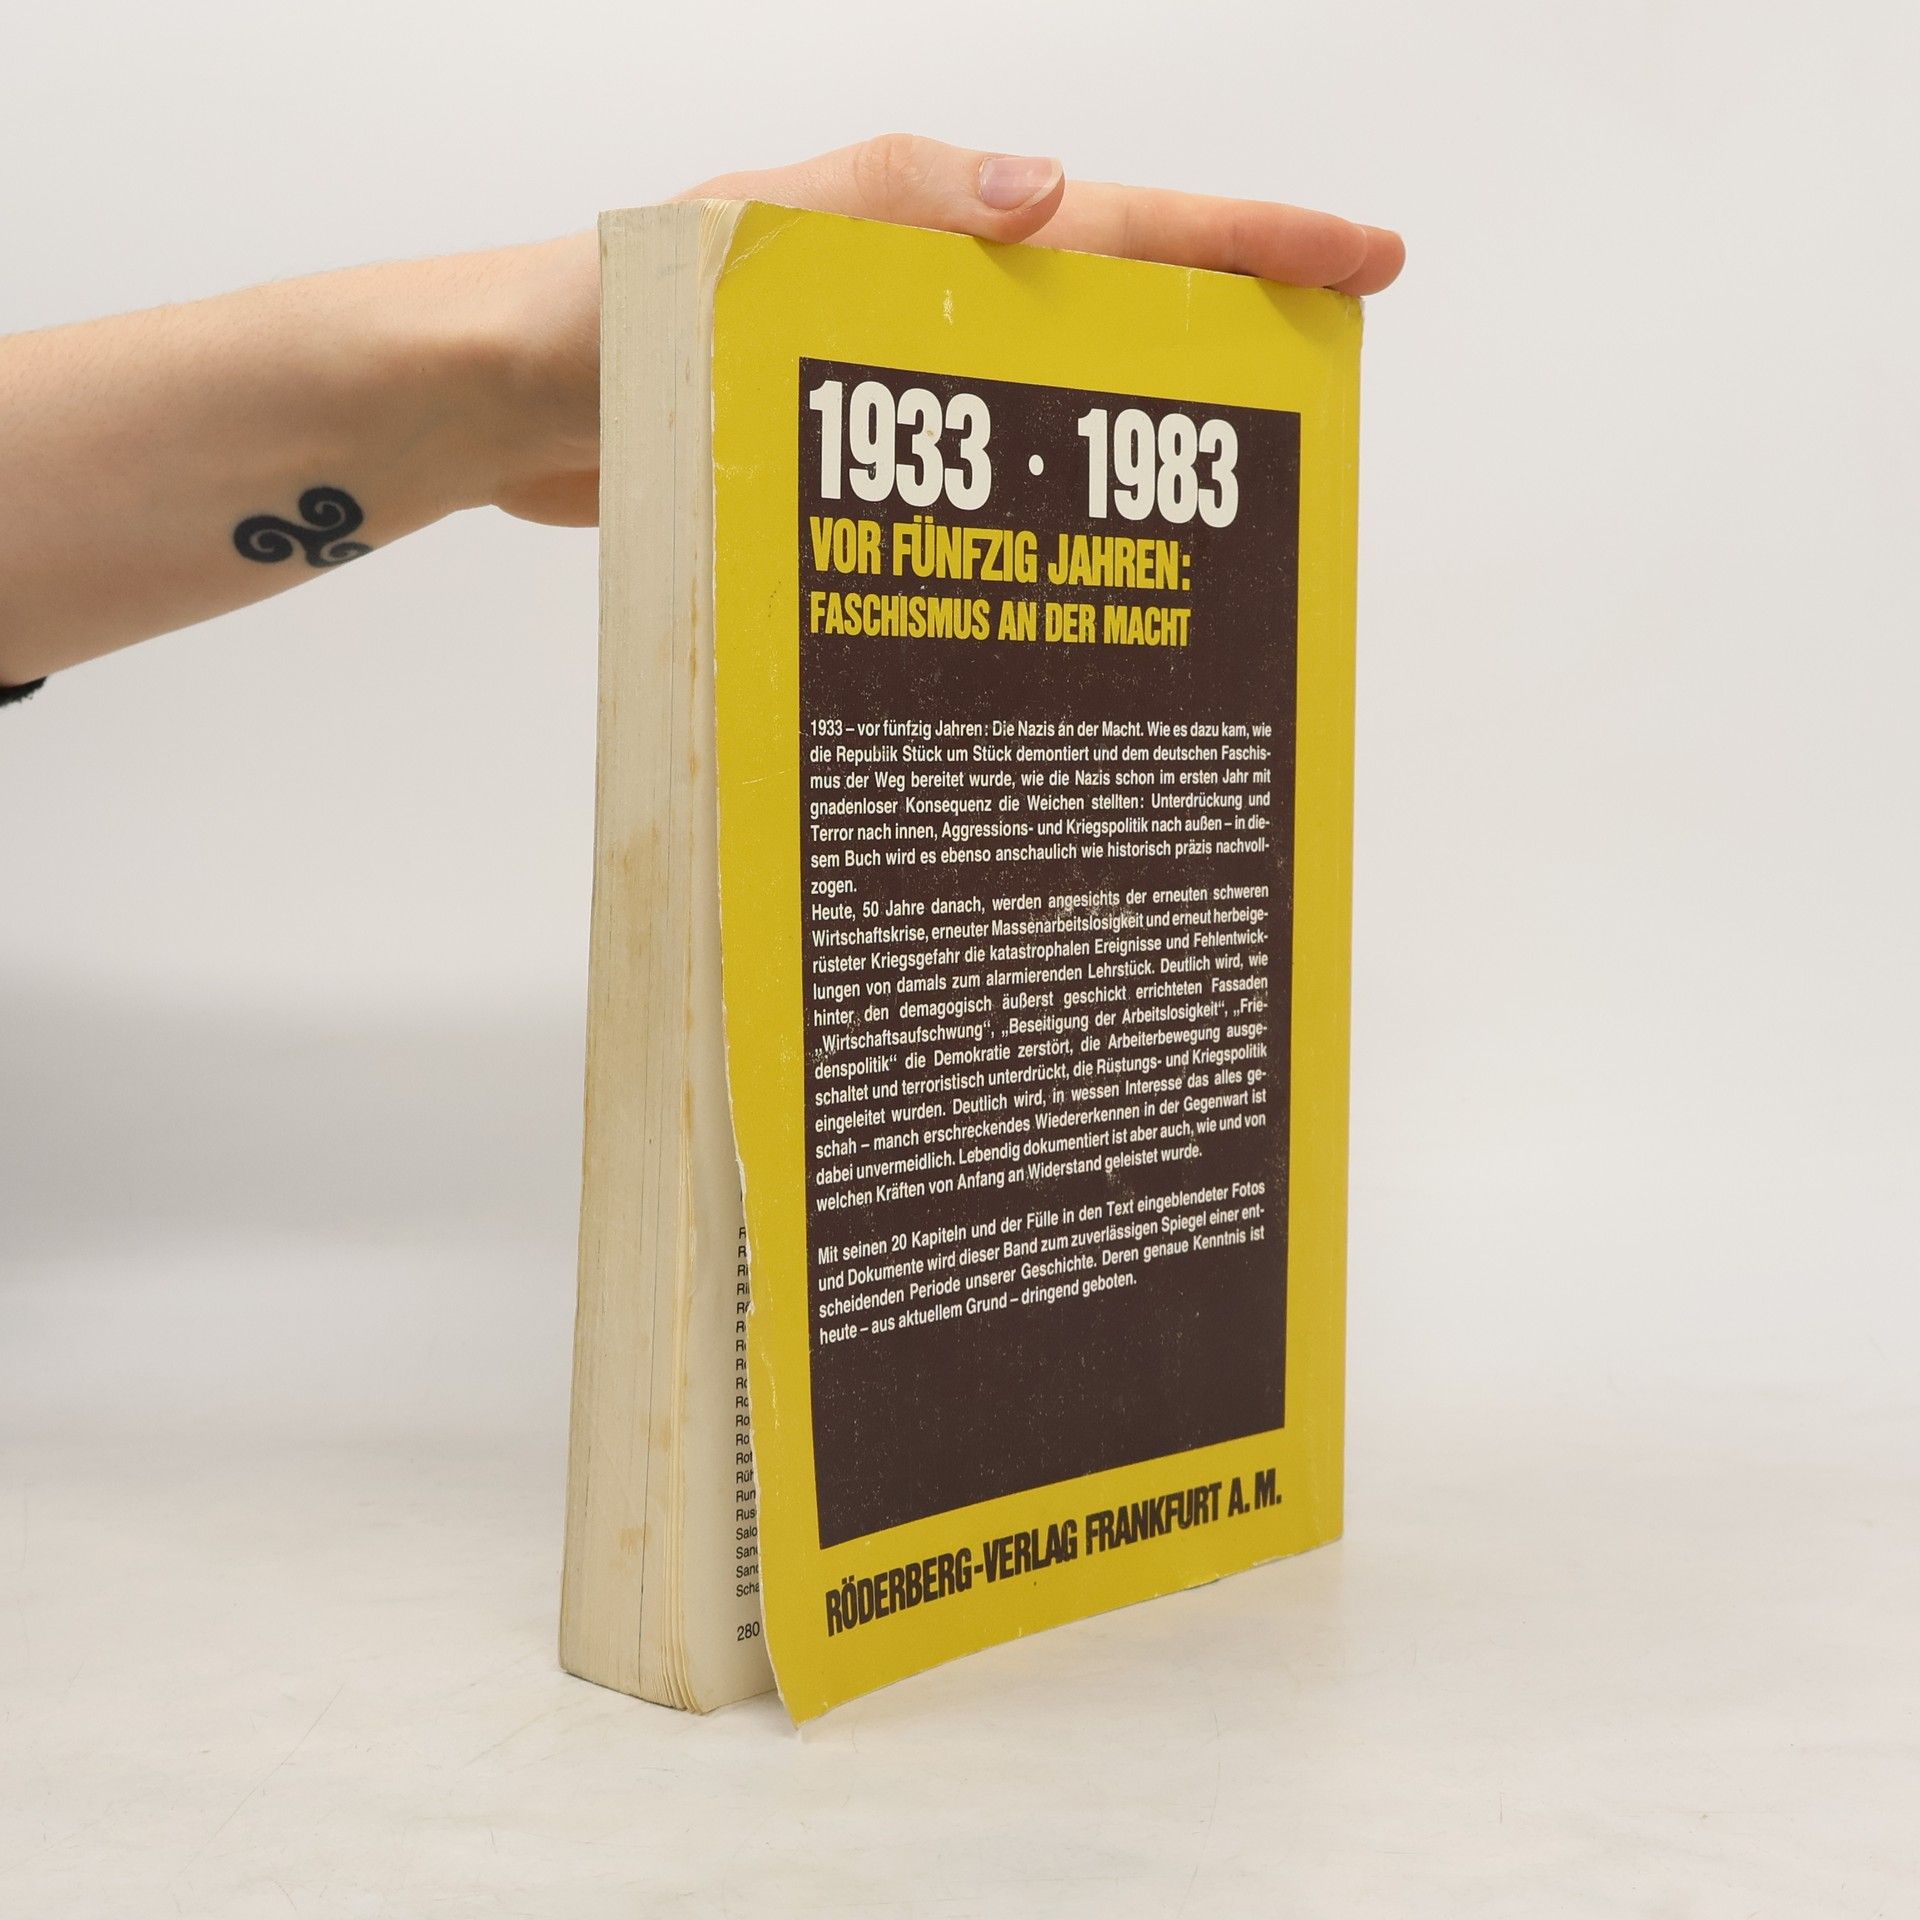 1933 · 1983
VOR FÜNFZIG JAHREN:
FASCHISMUS AN DER MACHT
1933 – vor fünfzig Jahren: Die Nazis an der Macht. Wie es dazu kam, wie
die Republik Stück um Stück demontiert und dem deutschen Faschis-
mus der Weg bereitet wurde, wie die Nazis schon im ersten Jahr mit
gnadenloser Konsequenz die Weichen stellten: Unterdrückung und
Terror nach innen, Aggressions- und Kriegspolitik nach außen – in die-
sem Buch wird es ebenso anschaulich wie historisch präzis nachvoll-
zogen.
Heute, 50 Jahre danach, werden angesichts der erneuten schweren
Wirtschaftskrise, erneuter Massenarbeitslosigkeit und erneut herbeige-
rüsteter Kriegsgefahr die katastrophalen Ereignisse und Fehlentwick-
lungen von damals zum alarmierenden Lehrstück. Deutlich wird, wie
hinter den demagogisch äußerst geschickt errichteten Fassaden
„Wirtschaftsaufschwung“, „Beseitigung der Arbeitslosigkeit“, „Frie-
denspolitik“ die Demokratie zerstört, die Arbeiterbewegung ausge-
schaltet und terroristisch unterdrückt, die Rüstungs- und Kriegspolitik
eingeleitet wurden. Deutlich wird, in wessen Interesse das alles ge-
schah – manch erschreckendes Wiedererkennen in der Gegenwart ist
dabei unvermeidlich. Lebendig dokumentiert ist aber auch, wie und von
welchen Kräften von Anfang an Widerstand geleistet wurde.
Mit seinen 20 Kapiteln und der Fülle in den Text eingeblendeter Fotos
und Dokumente wird dieser Band zum zuverlässigen Spiegel einer ent-
scheidenden Periode unserer Geschichte. Deren genaue Kenntnis ist
heute – aus aktuellem Grund – dringend geboten.
RÖDERBERG-VERLAG FRANKFURT A. M.
280